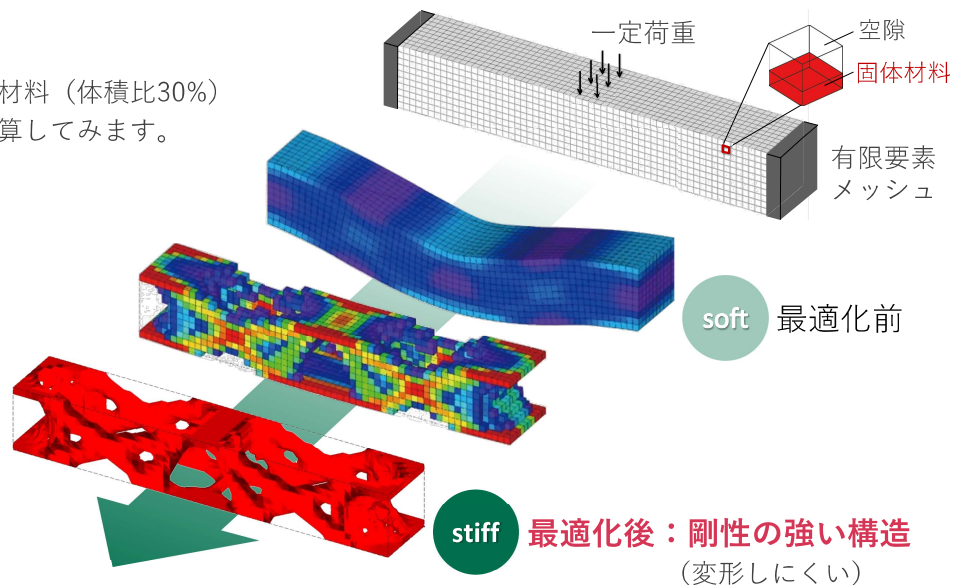 一定荷重
空隙
固体材料
材料（体積比30%）
算してみます。
有限要素
メッシュ
soft 最適化前
stiff 最適化後：剛性の強い構造
（変形しにくい）